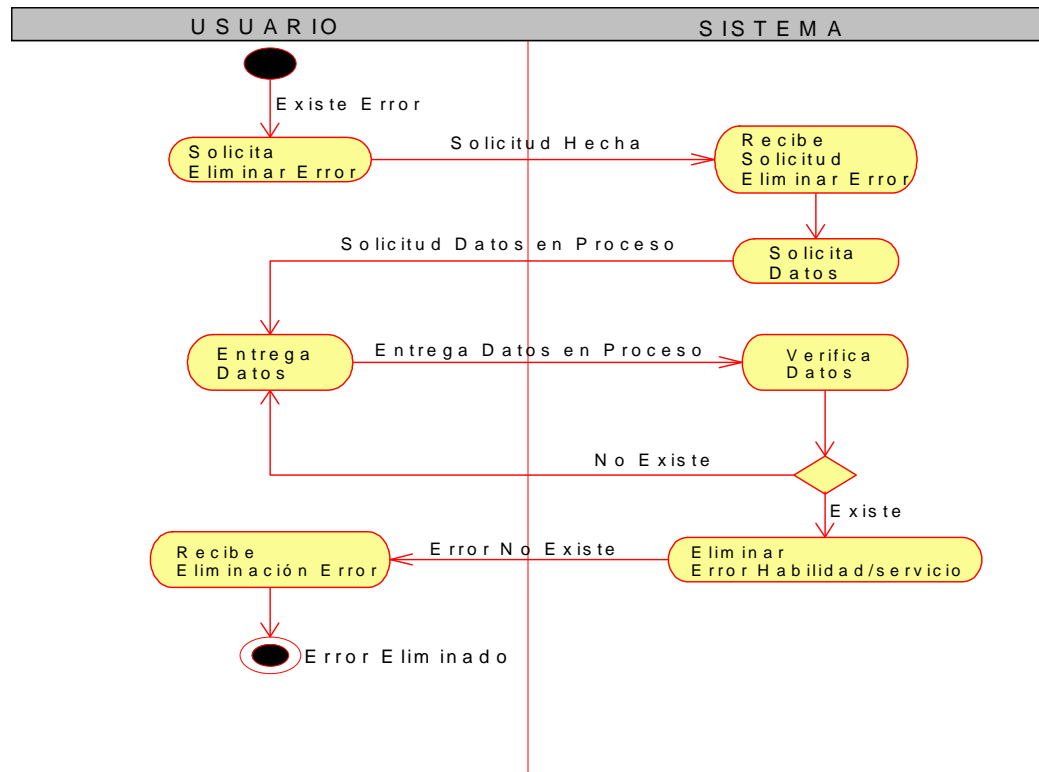 USUARIO
SISTEMA
Existe Error
Solicita
Eliminar Error
Solicitud Hecha
Recibe
Solicitud
Eliminar Error
Solicitud Datos en Proceso
Solicita
Datos
Entrega
Datos
Entrega Datos en Proceso
Verifica
Datos
No Existe
Existe
Recibe
Eliminación Error
Error No Existe
Eliminar
Error Habilidad/servicio
Error Eliminado